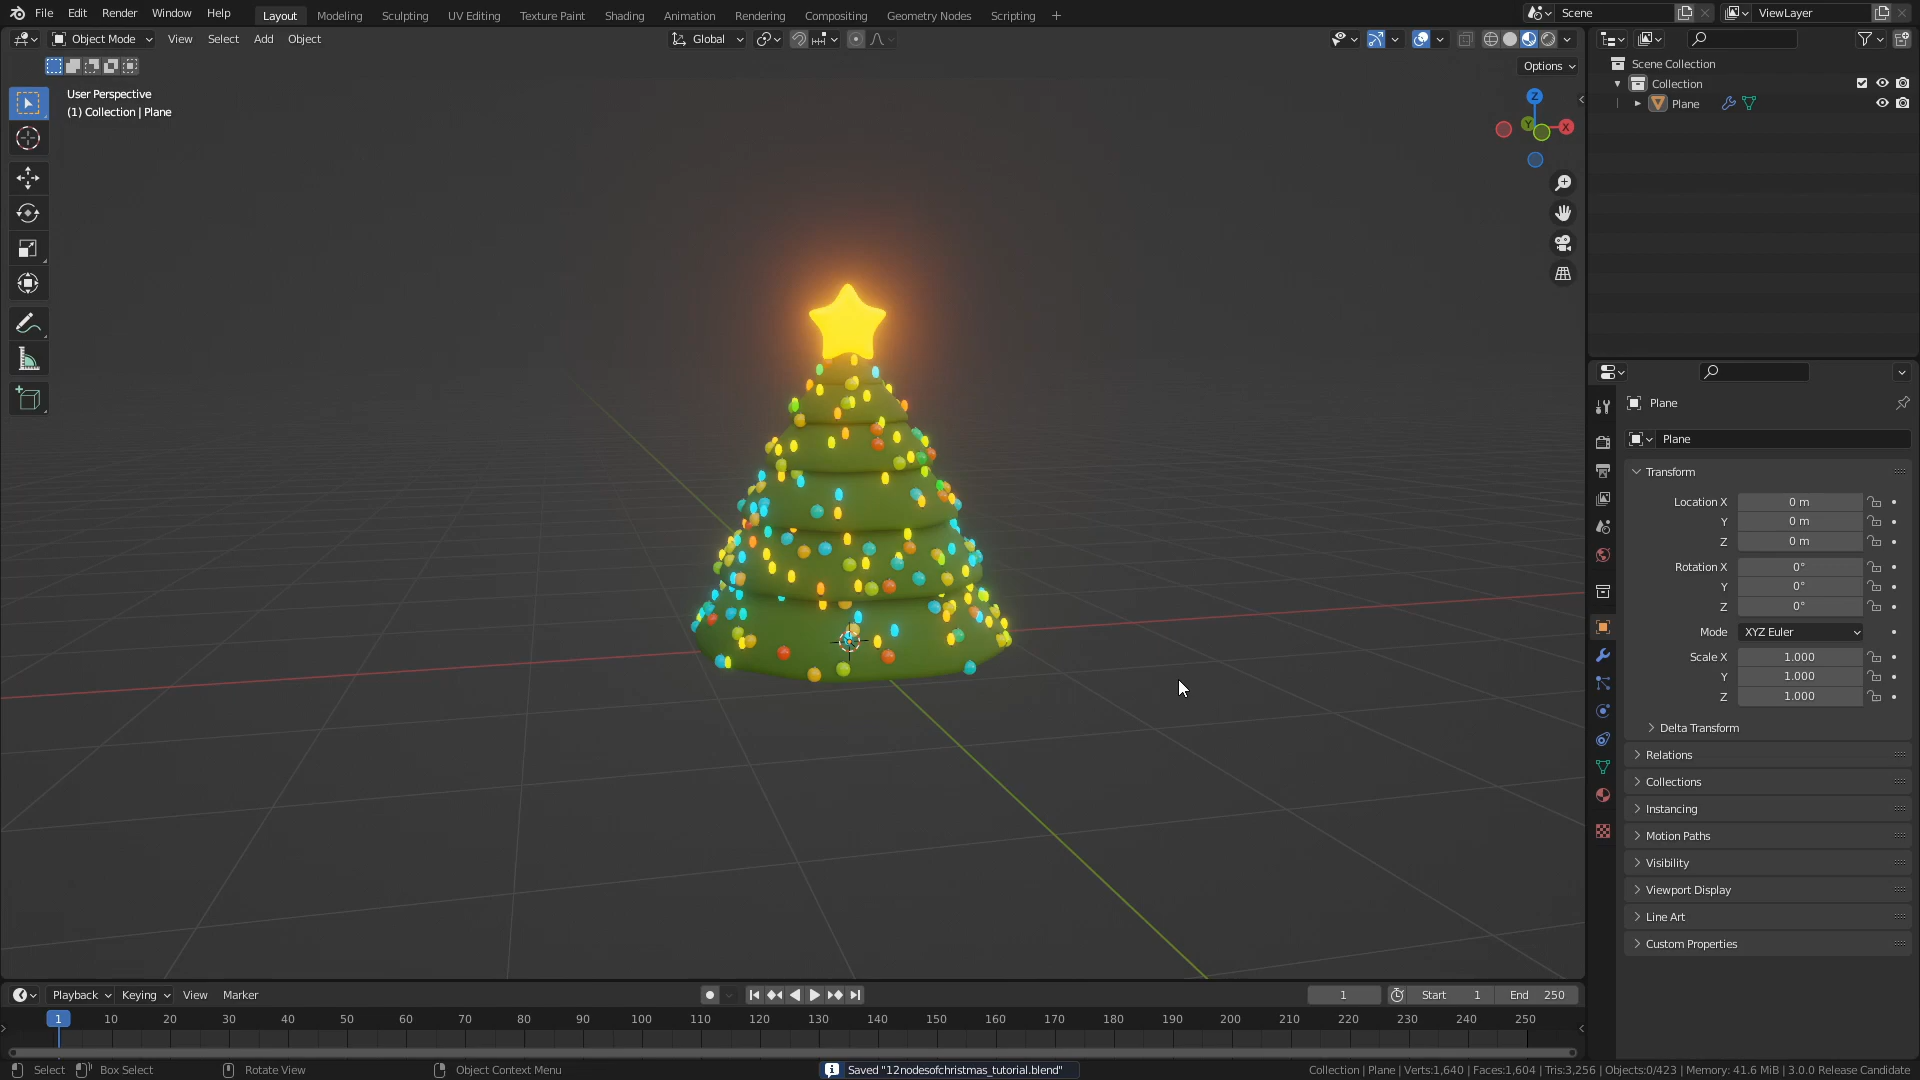 File Edit Render Window Help Layout Modeling Sculpting UV Editing Texture Paint Shading Animation Rendering Compositing Geometry Nodes Scripting + Scene ViewLayer
Object Mode View Select Add Object Global
Options
User Perspective
(1) Collection | Plane
Z
Y
X
Scene Collection
Collection
Plane
Plane
Plane
Transform
Location X 0 m
Y 0 m
Z 0 m
Rotation X 0°
Y 0°
Z 0°
Mode XYZ Euler
Scale X 1.000
Y 1.000
Z 1.000
Delta Transform
Relations
Collections
Instancing
Motion Paths
Visibility
Viewport Display
Line Art
Custom Properties
Playback Keying View Marker 1 Start 1 End 250
1 10 20 30 40 50 60 70 80 90 100 110 120 130 140 150 160 170 180 190 200 210 220 230 240 250
Select Box Select Rotate View Object Context Menu Saved "12nodesofchristmas_tutorial.blend" Collection | Plane | Verts:1,640 | Faces:1,604 | Tris:3,256 | Objects:0/423 | Memory: 41.6 MiB | 3.0.0 Release Candidate